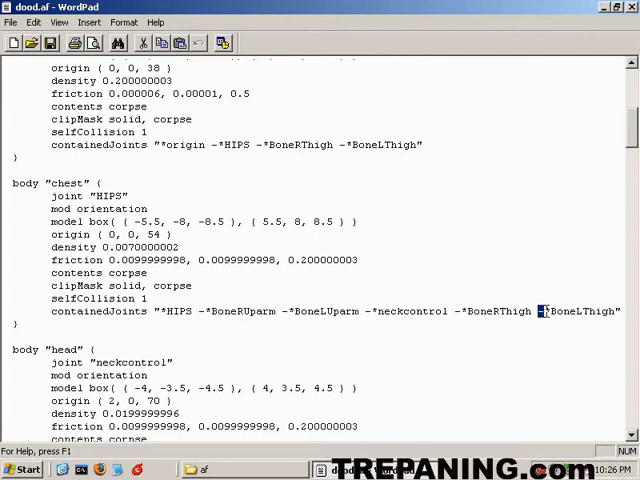 dood.af - WordPad
File Edit View Insert Format Help
origin ( 0, 0, 38 )
density 0.200000003
friction 0.000006, 0.00001, 0.5
contents corpse
clipMask solid, corpse
selfCollision 1
containedJoints "*origin -*HIPS -*BoneRThigh -*BoneLThigh"
}
body "chest" {
joint "HIPS"
mod orientation
model box( ( -5.5, -8, -8.5 ), ( 5.5, 8, 8.5 ) )
origin ( 0, 0, 54 )
density 0.0070000002
friction 0.0099999998, 0.0099999998, 0.200000003
contents corpse
clipMask solid, corpse
selfCollision 1
containedJoints "*HIPS -*BoneRUparm -*BoneLUparm -*neckcontrol -*BoneRThigh -*BoneLThigh"
}
body "head" {
joint "neckcontrol"
mod orientation
model box( ( -4, -3.5, -4.5 ), ( 4, 3.5, 4.5 ) )
origin ( 2, 0, 70 )
density 0.0199999996
friction 0.0099999998, 0.0099999998, 0.200000003
contents corpse
For Help, press F1
NUM
Start
af
dood.af - WordPad
10:26 PM
TREPANING.com